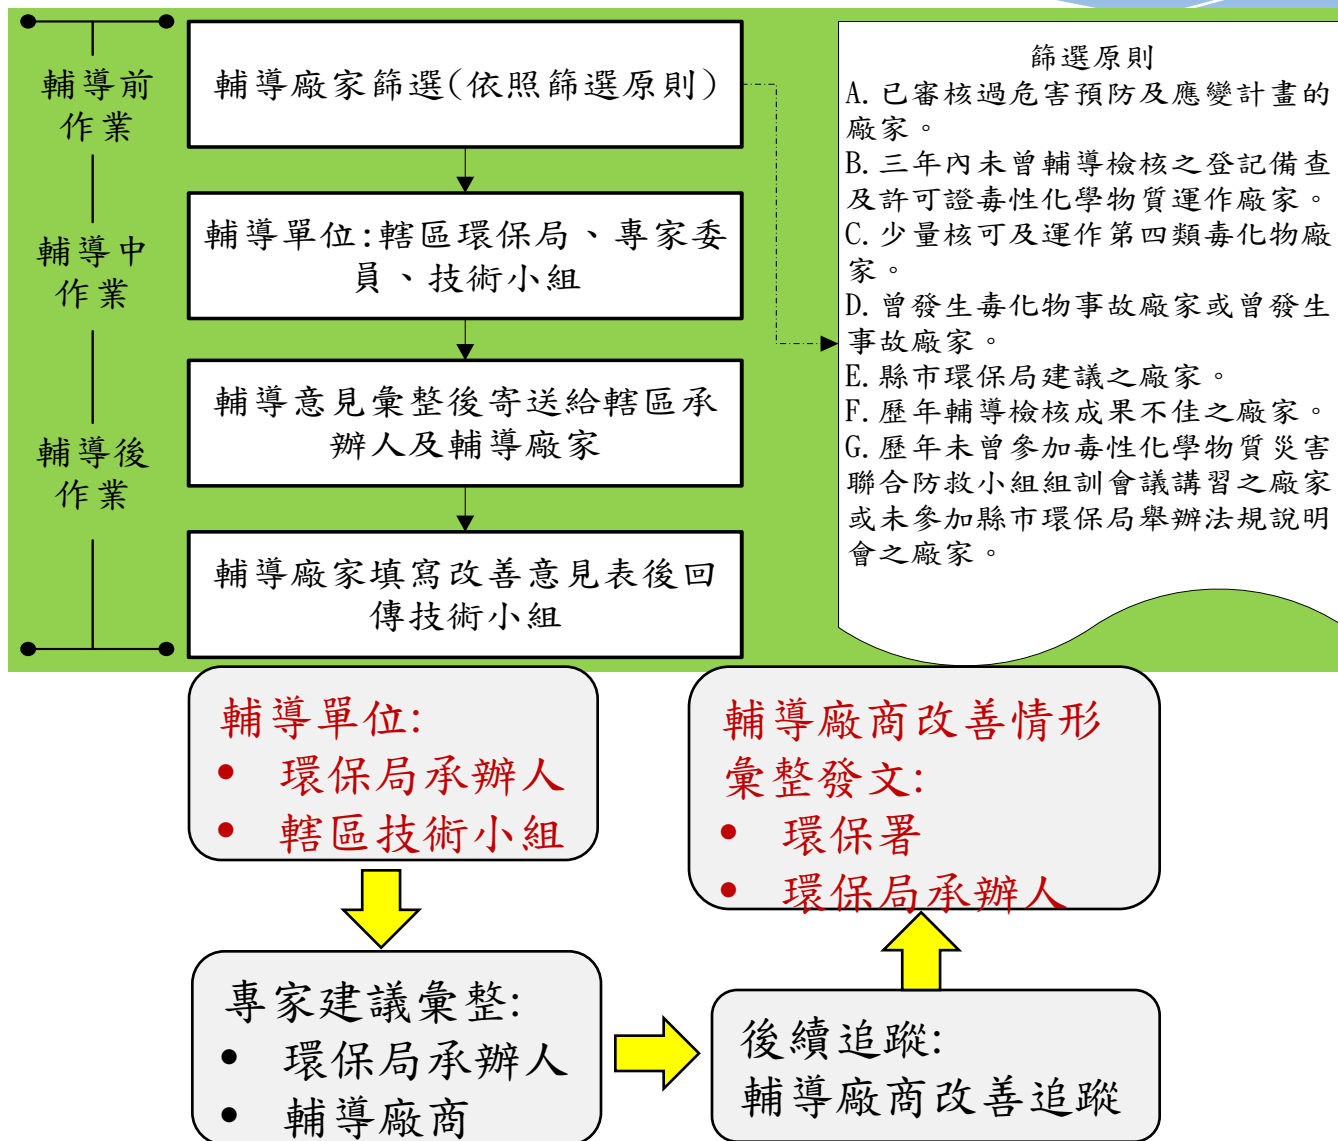 輔導前
作業
輔導中
作業
輔導後
作業
輔導廠家篩選(依照篩選原則)
輔導單位:轄區環保局、專家委
員、技術小組
輔導意見彙整後寄送給轄區承
辦人及輔導廠家
輔導廠家填寫改善意見表後回
傳技術小組
篩選原則
A.已審核過危害預防及應變計畫的
廠家。
B.三年內未曾輔導檢核之登記備查
及許可證毒性化學物質運作廠家。
C.少量核可及運作第四類毒化物廠
家。
D.曾發生毒化物事故廠家或曾發生
事故廠家。
E.縣市環保局建議之廠家。
F.歷年輔導檢核成果不佳之廠家。
G.歷年未曾參加毒性化學物質災害
聯合防救小組組訓會議講習之廠家
或未參加縣市環保局舉辦法規說明
會之廠家。
輔導單位:
• 環保局承辦人
• 轄區技術小組
專家建議彙整:
• 環保局承辦人
• 輔導廠商
後續追蹤:
輔導廠商改善追蹤
輔導廠商改善情形
彙整發文:
• 環保署
• 環保局承辦人